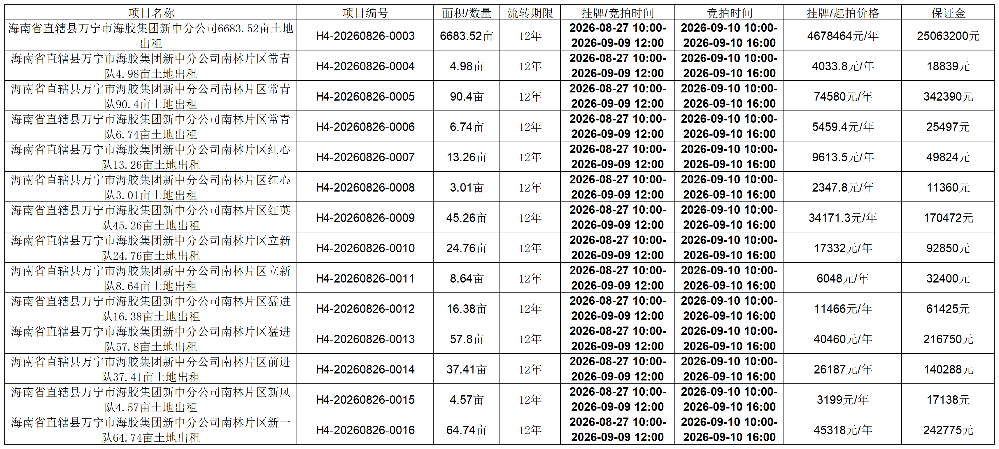 项目名称 项目编号 面积/数量 流转期限 挂牌/竞拍时间 竞拍时间 挂牌/起拍价格 保证金
海南省直辖县万宁市海胶集团新中分公司6683.52亩土地出租 H4-20260826-0003 6683.52亩 12年 2026-08-27 10:00-2026-09-09 12:00 2026-09-10 10:00-2026-09-10 16:00 4678464元/年 25063200元
海南省直辖县万宁市海胶集团新中分公司南林片区常青队4.98亩土地出租 H4-20260826-0004 4.98亩 12年 2026-08-27 10:00-2026-09-09 12:00 2026-09-10 10:00-2026-09-10 16:00 4033.8元/年 18839元
海南省直辖县万宁市海胶集团新中分公司南林片区常青队90.4亩土地出租 H4-20260826-0005 90.4亩 12年 2026-08-27 10:00-2026-09-09 12:00 2026-09-10 10:00-2026-09-10 16:00 74580元/年 342390元
海南省直辖县万宁市海胶集团新中分公司南林片区常青队6.74亩土地出租 H4-20260826-0006 6.74亩 12年 2026-08-27 10:00-2026-09-09 12:00 2026-09-10 10:00-2026-09-10 16:00 5459.4元/年 25497元
海南省直辖县万宁市海胶集团新中分公司南林片区红心队13.26亩土地出租 H4-20260826-0007 13.26亩 12年 2026-08-27 10:00-2026-09-09 12:00 2026-09-10 10:00-2026-09-10 16:00 9613.5元/年 49824元
海南省直辖县万宁市海胶集团新中分公司南林片区红心队3.01亩土地出租 H4-20260826-0008 3.01亩 12年 2026-08-27 10:00-2026-09-09 12:00 2026-09-10 10:00-2026-09-10 16:00 2347.8元/年 11360元
海南省直辖县万宁市海胶集团新中分公司南林片区红英队45.26亩土地出租 H4-20260826-0009 45.26亩 12年 2026-08-27 10:00-2026-09-09 12:00 2026-09-10 10:00-2026-09-10 16:00 34171.3元/年 170472元
海南省直辖县万宁市海胶集团新中分公司南林片区立新队24.76亩土地出租 H4-20260826-0010 24.76亩 12年 2026-08-27 10:00-2026-09-09 12:00 2026-09-10 10:00-2026-09-10 16:00 17332元/年 92850元
海南省直辖县万宁市海胶集团新中分公司南林片区立新队8.64亩土地出租 H4-20260826-0011 8.64亩 12年 2026-08-27 10:00-2026-09-09 12:00 2026-09-10 10:00-2026-09-10 16:00 6048元/年 32400元
海南省直辖县万宁市海胶集团新中分公司南林片区猛进队16.38亩土地出租 H4-20260826-0012 16.38亩 12年 2026-08-27 10:00-2026-09-09 12:00 2026-09-10 10:00-2026-09-10 16:00 11466元/年 61425元
海南省直辖县万宁市海胶集团新中分公司南林片区猛进队57.8亩土地出租 H4-20260826-0013 57.8亩 12年 2026-08-27 10:00-2026-09-09 12:00 2026-09-10 10:00-2026-09-10 16:00 40460元/年 216750元
海南省直辖县万宁市海胶集团新中分公司南林片区前进队37.41亩土地出租 H4-20260826-0014 37.41亩 12年 2026-08-27 10:00-2026-09-09 12:00 2026-09-10 10:00-2026-09-10 16:00 26187元/年 140288元
海南省直辖县万宁市海胶集团新中分公司南林片区新风队4.57亩土地出租 H4-20260826-0015 4.57亩 12年 2026-08-27 10:00-2026-09-09 12:00 2026-09-10 10:00-2026-09-10 16:00 3199元/年 17138元
海南省直辖县万宁市海胶集团新中分公司南林片区新一队64.74亩土地出租 H4-20260826-0016 64.74亩 12年 2026-08-27 10:00-2026-09-09 12:00 2026-09-10 10:00-2026-09-10 16:00 45318元/年 242775元